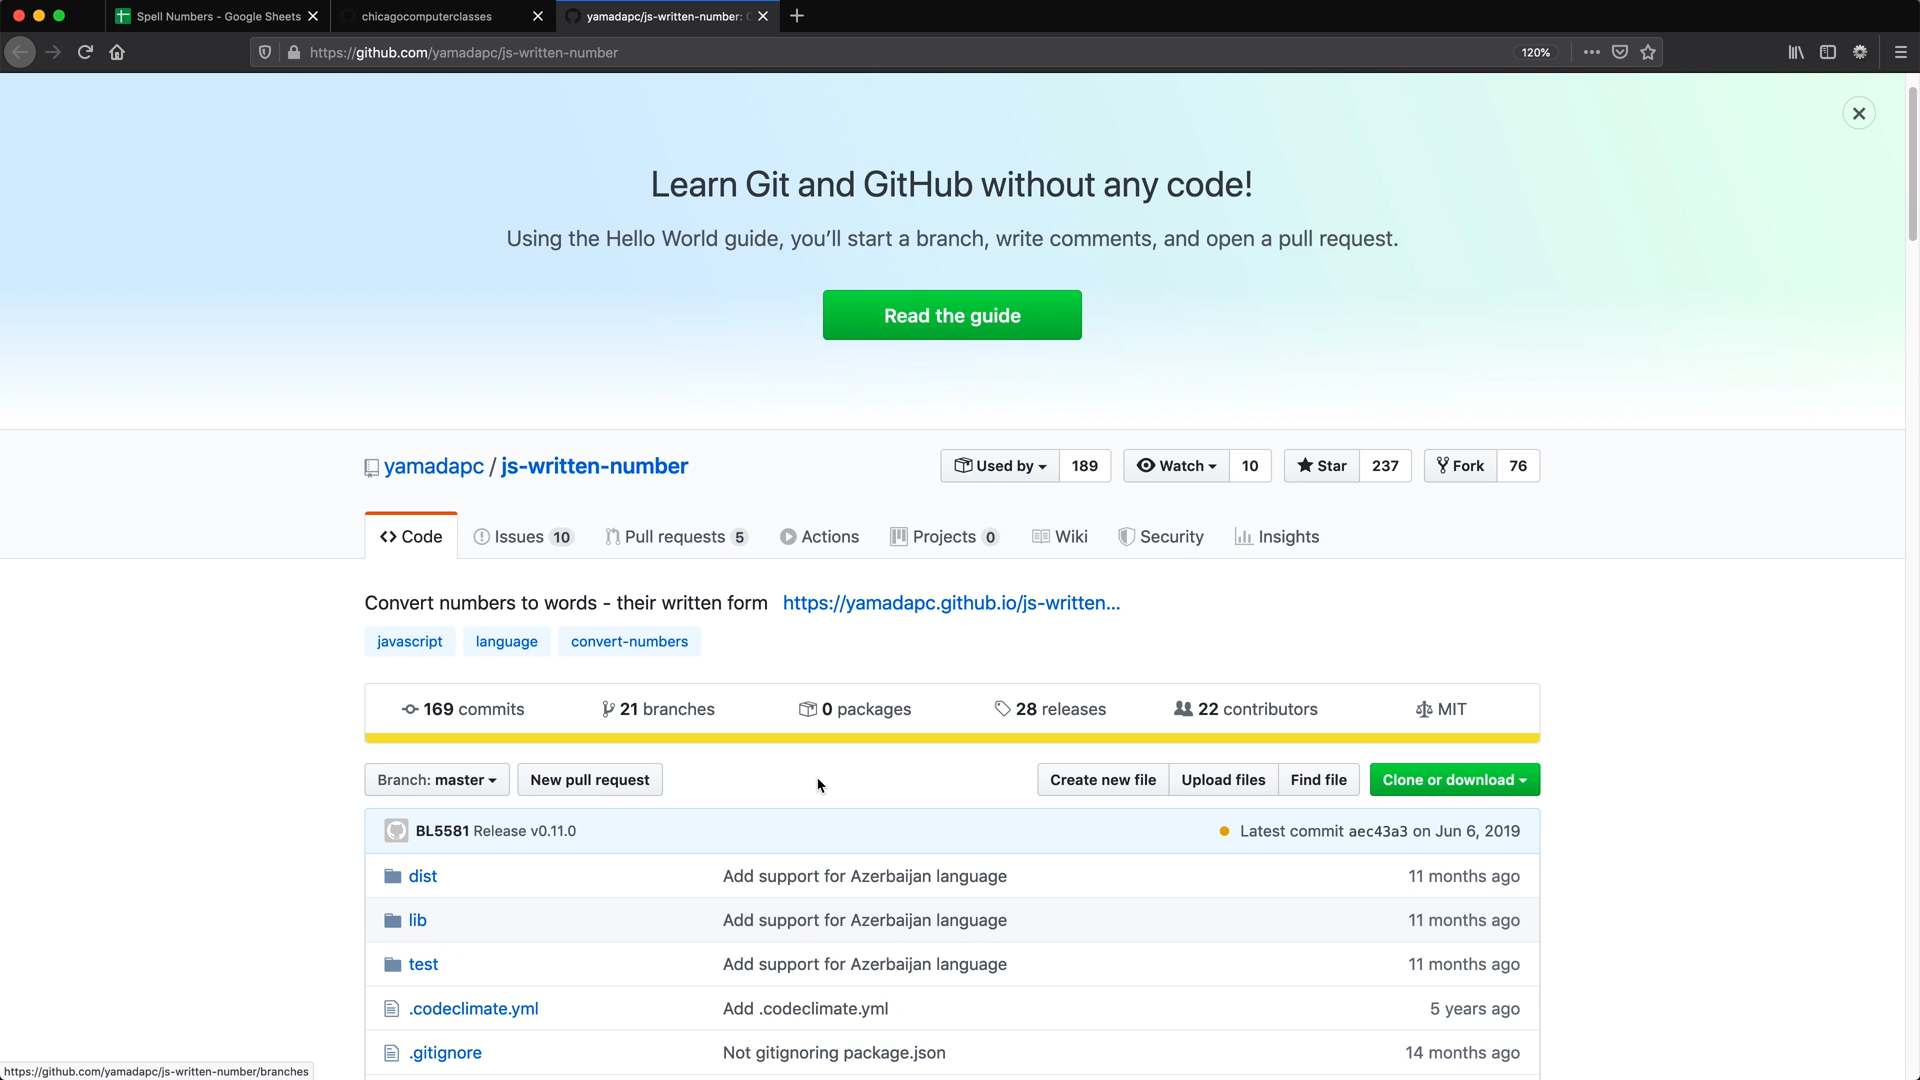 Spell Numbers - Google Sheets
chicagocomputerclasses
yamadapc/js-written-number: C
https://github.com/yamadapc/js-written-number
120%
Learn Git and GitHub without any code!
Using the Hello World guide, you’ll start a branch, write comments, and open a pull request.
Read the guide
yamadapc / js-written-number
Used by 189 Watch 10 Star 237 Fork 76
Code Issues 10 Pull requests 5 Actions Projects 0 Wiki Security Insights
Convert numbers to words - their written form https://yamadapc.github.io/js-written...
javascript language convert-numbers
169 commits 21 branches 0 packages 28 releases 22 contributors MIT
Branch: master New pull request Create new file Upload files Find file Clone or download
BL5581 Release v0.11.0 Latest commit aec43a3 on Jun 6, 2019
dist Add support for Azerbaijan language 11 months ago
lib Add support for Azerbaijan language 11 months ago
test Add support for Azerbaijan language 11 months ago
.codeclimate.yml Add .codeclimate.yml 5 years ago
.gitignore Not gitignoring package.json 14 months ago
https://github.com/yamadapc/js-written-number/branches